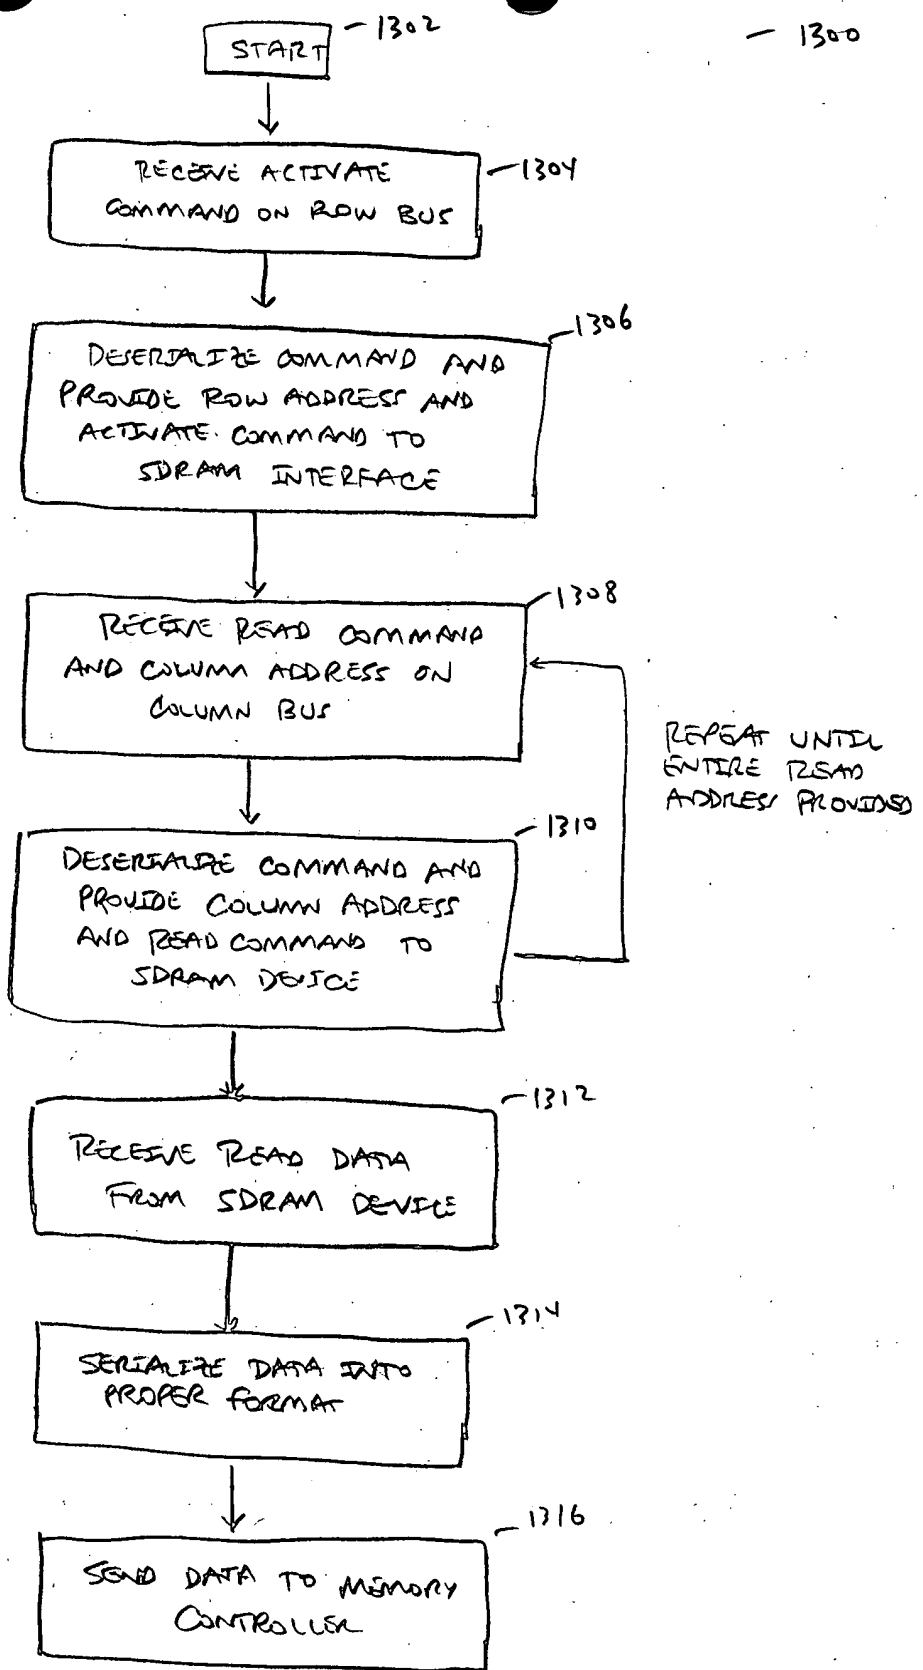 START
1302
1300
RECEIVE ACTIVATE
COMMAND ON ROW BUS
1304
1306
DESERIALIZE COMMAND AND
PROVIDE ROW ADDRESS AND
ACTIVATE COMMAND TO
SDRAM INTERFACE
1308
RECEIVE READ COMMAND
AND COLUMN ADDRESS ON
COLUMN BUS
REPEAT UNTIL
ENTIRE READ
ADDRESS PROVIDED
1310
DESERIALIZE COMMAND AND
PROVIDE COLUMN ADDRESS
AND READ COMMAND TO
SDRAM DEVICE
1312
RECEIVE READ DATA
FROM SDRAM DEVICE
1314
SERIALIZE DATA INTO
PROPER FORMAT
1316
SEND DATA TO MEMORY
CONTROLLER